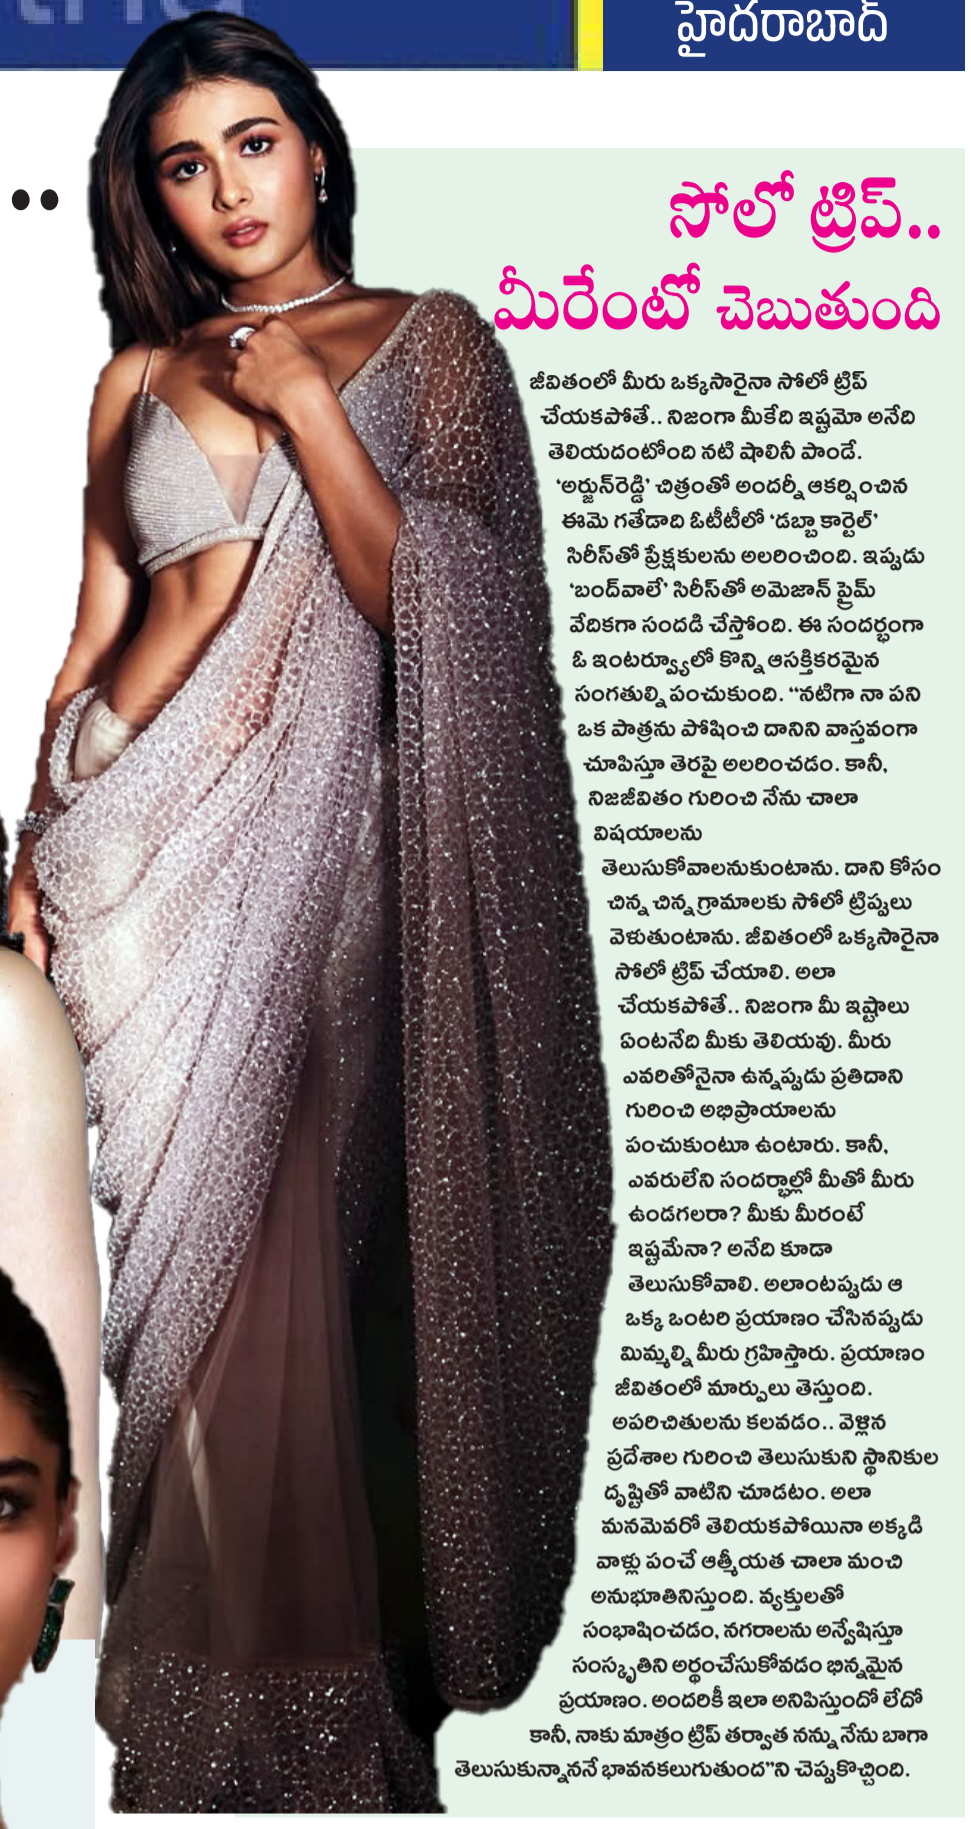 హైదరాబాద్
సోలో ట్రిప్..
మీరేంటో చెబుతుంది
జీవితంలో మీరు ఒక్కసారైనా సోలో ట్రిప్
చేయకపోతే.. నిజంగా మీకేది ఇష్టమో అనేది
తెలియదంటోంది నటి షాలినీ పాండే.
‘అర్జున్‌రెడ్డి’ చిత్రంతో అందర్నీ ఆకర్షించిన
ఈమె గతేడాది ఓటీటీలో ‘డబ్బా కార్టెల్’
సిరీస్‌తో ప్రేక్షకులను అలరించింది. ఇప్పుడు
‘బంద్‌వాలే’ సిరీస్‌తో అమెజాన్ ప్రైమ్
వేదికగా సందడి చేస్తోంది. ఈ సందర్భంగా
ఓ ఇంటర్వ్యూలో కొన్ని ఆసక్తికరమైన
సంగతుల్ని పంచుకుంది. “నటిగా నా పని
ఒక పాత్రను పోషించి దానిని వాస్తవంగా
చూపిస్తూ తెరపై అలరించడం. కానీ,
నిజజీవితం గురించి నేను చాలా
విషయాలను
తెలుసుకోవాలనుకుంటాను. దాని కోసం
చిన్న చిన్న గ్రామాలకు సోలో ట్రిప్పులు
వెళుతుంటాను. జీవితంలో ఒక్కసారైనా
సోలో ట్రిప్ చేయాలి. అలా
చేయకపోతే.. నిజంగా మీ ఇష్టాలు
ఏంటనేది మీకు తెలియవు. మీరు
ఎవరితోనైనా ఉన్నప్పుడు ప్రతిదాని
గురించి అభిప్రాయాలను
పంచుకుంటూ ఉంటారు. కానీ,
ఎవరులేని సందర్భాల్లో మీతో మీరు
ఉండగలరా? మీకు మీరంటే
ఇష్టమేనా? అనేది కూడా
తెలుసుకోవాలి. అలాంటప్పుడు ఆ
ఒక్క ఒంటరి ప్రయాణం చేసినప్పుడు
మిమ్మల్ని మీరు గ్రహిస్తారు. ప్రయాణం
జీవితంలో మార్పులు తెస్తుంది.
అపరిచితులను కలవడం.. వెళ్లిన
ప్రదేశాల గురించి తెలుసుకుని స్థానికుల
దృష్టితో వాటిని చూడటం. అలా
మనమెవరో తెలియకపోయినా అక్కడి
వాళ్లు పంచే ఆత్మీయత చాలా మంచి
అనుభూతినిస్తుంది. వ్యక్తులతో
సంభాషించడం, నగరాలను అన్వేషిస్తూ
సంస్కృతిని అర్థంచేసుకోవడం భిన్నమైన
ప్రయాణం. అందరికీ ఇలా అనిపిస్తుందో లేదో
కానీ, నాకు మాత్రం ట్రిప్ తర్వాత నన్ను నేను బాగా
తెలుసుకున్నాననే భావనకలుగుతుంద”ని చెప్పుకొచ్చింది.